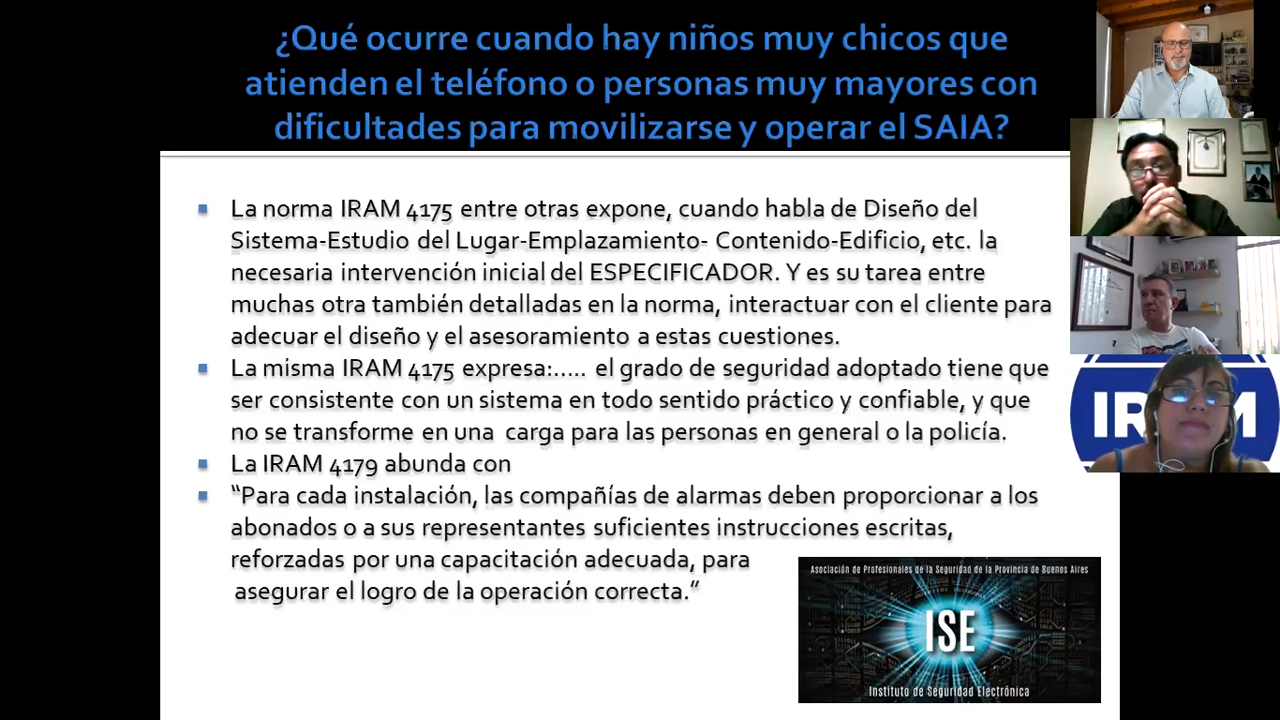 ¿Qué ocurre cuando hay niños muy chicos que
atienden el teléfono o personas muy mayores con
dificultades para movilizarse y operar el SAIA?
La norma IRAM 4175 entre otras expone, cuando habla de Diseño del
Sistema-Estudio del Lugar-Emplazamiento- Contenido-Edificio, etc. la
necesaria intervención inicial del ESPECIFICADOR. Y es su tarea entre
muchas otra también detalladas en la norma, interactuar con el cliente para
adecuar el diseño y el asesoramiento a estas cuestiones.
La misma IRAM 4175 expresa:..... el grado de seguridad adoptado tiene que
ser consistente con un sistema en todo sentido práctico y confiable, y que
no se transforme en una carga para las personas en general o la policía.
La IRAM 4179 abunda con
“Para cada instalación, las compañías de alarmas deben proporcionar a los
abonados o a sus representantes suficientes instrucciones escritas,
reforzadas por una capacitación adecuada, para
asegurar el logro de la operación correcta.”
Asociación de Profesionales de la Seguridad de la Provincia de Buenos Aires
ISE
Instituto de Seguridad Electrónica